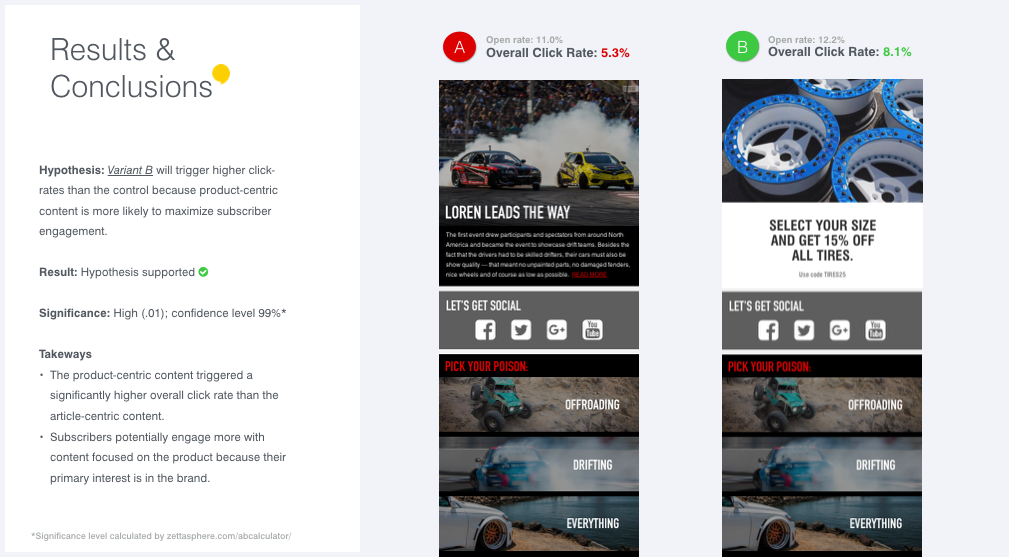 Results &
Conclusions
Hypothesis: Variant B will trigger higher click-
rates than the control because product-centric
content is more likely to maximize subscriber
engagement.
Result: Hypothesis supported
Significance: High (.01); confidence level 99%*
Takeways
• The product-centric content triggered a
significantly higher overall click rate than the
article-centric content.
• Subscribers potentially engage more with
content focused on the product because their
primary interest is in the brand.
*Significance level calculated by zettasphere.com/abcalculator/
A
Open rate: 11.0%
Overall Click Rate: 5.3%
LOREN LEADS THE WAY
The first event drew participants and spectators from around North
America and became the event to showcase drift teams. Besides the
fact that the drivers had to be skilled drifters, their cars must also be
show quality — that meant no unpainted parts, no damaged fenders,
nice wheels and of course as low as possible. READ MORE
LET'S GET SOCIAL
You
Tube
PICK YOUR POISON:
OFFROADING
DRIFTING
EVERYTHING
B
Open rate: 12.2%
Overall Click Rate: 8.1%
SELECT YOUR SIZE
AND GET 15% OFF
ALL TIRES.
Use code TIRES25
LET'S GET SOCIAL
You
Tube
PICK YOUR POISON:
OFFROADING
DRIFTING
EVERYTHING